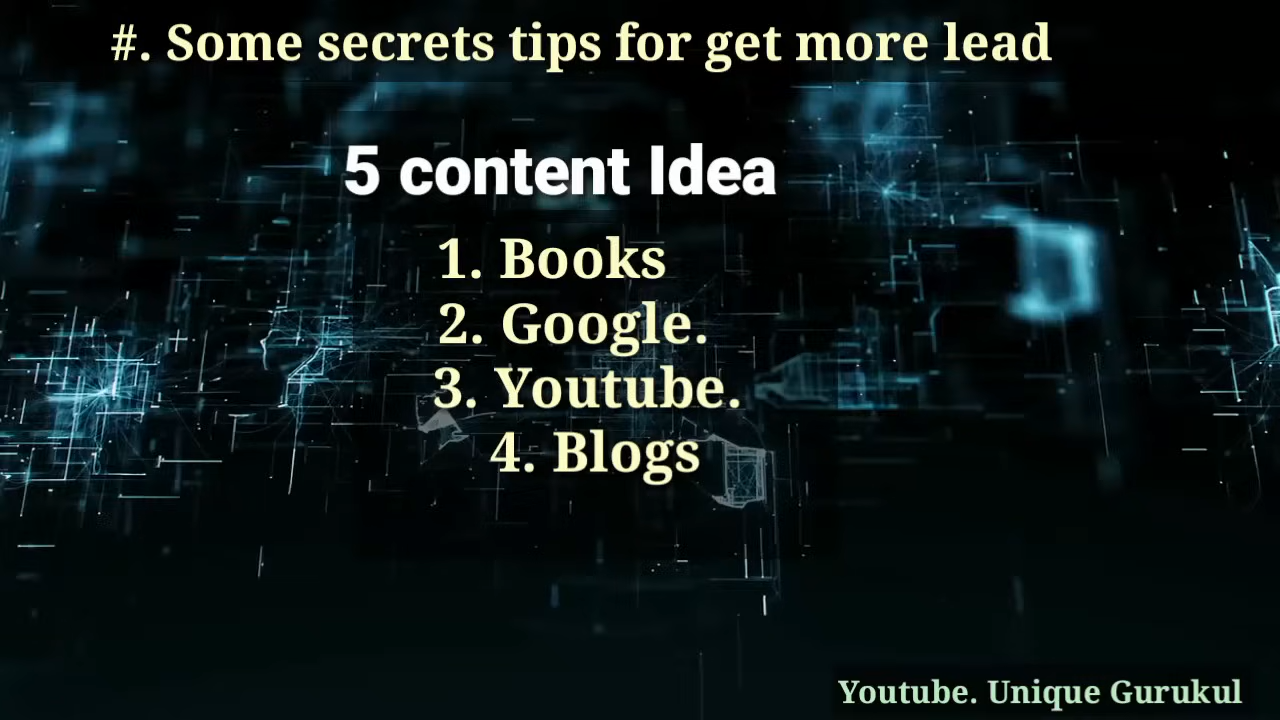 #. Some secrets tips for get more lead
5 content Idea
1. Books
2. Google.
3. Youtube.
4. Blogs
Youtube. Unique Gurukul